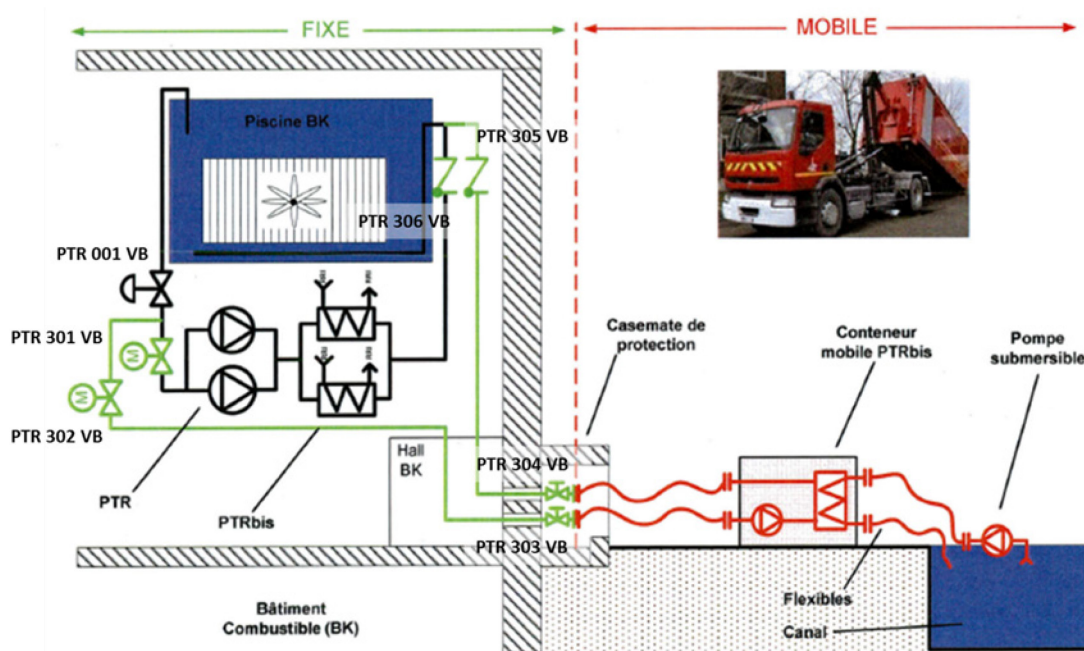 FIXE
MOBILE
Piscine BK
PTR 305 VB
PTR 306 VB
PTR 001 VB
PTR 301 VB
M
M
PTR 302 VB
PTR
PTRbis
Hall
BK
PTR 304 VB
PTR 303 VB
Casemate de
protection
Conteneur
mobile PTRbis
Pompe
submersible
Flexibles
Canal
Bâtiment
Combustible (BK)